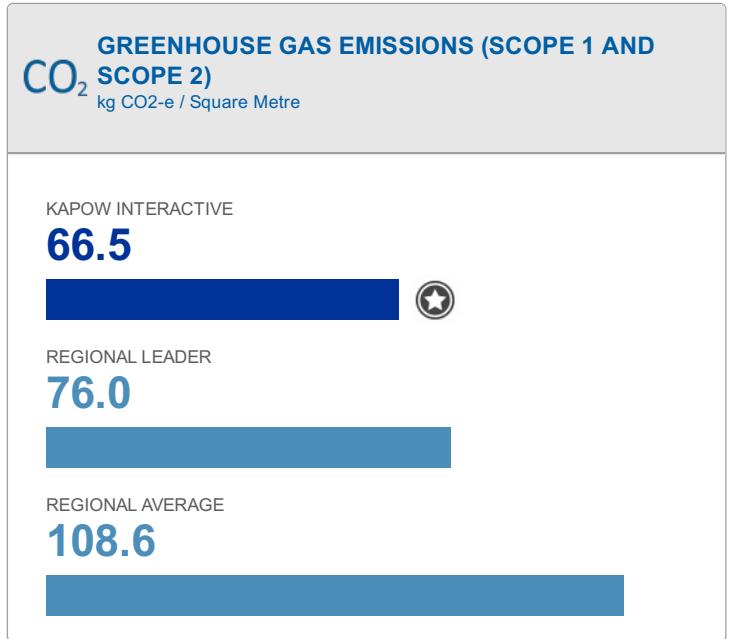 CO2
GREENHOUSE GAS EMISSIONS (SCOPE 1 AND
SCOPE 2)
kg CO2-e / Square Metre
KAPOW INTERACTIVE
66.5
REGIONAL LEADER
76.0
REGIONAL AVERAGE
108.6